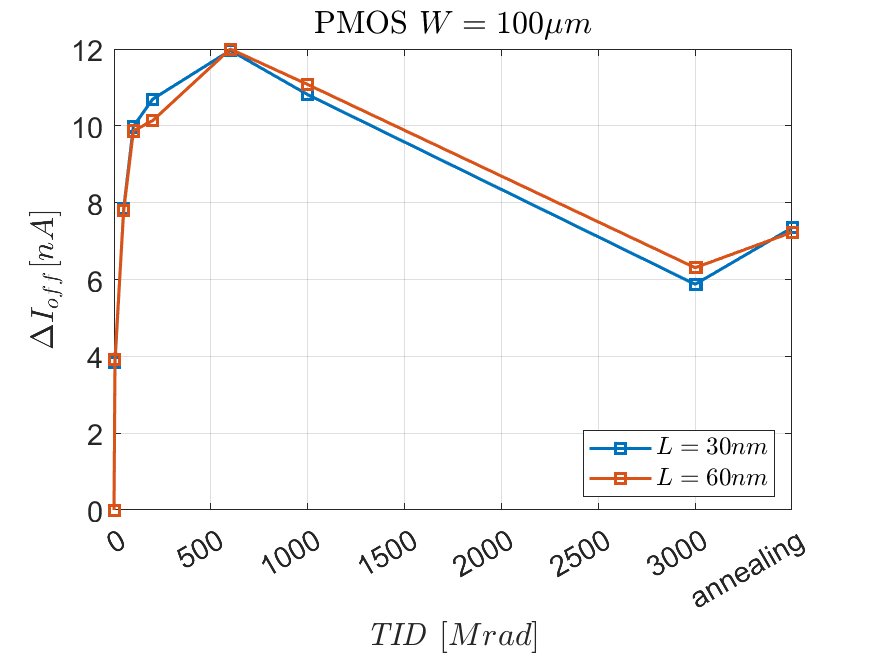 PMOS W = 100μm
12
10
8
6
4
2
0
ΔI_off [nA]
L = 30nm
L = 60nm
0
500
1000
1500
2000
2500
3000
annealing
TID [Mrad]